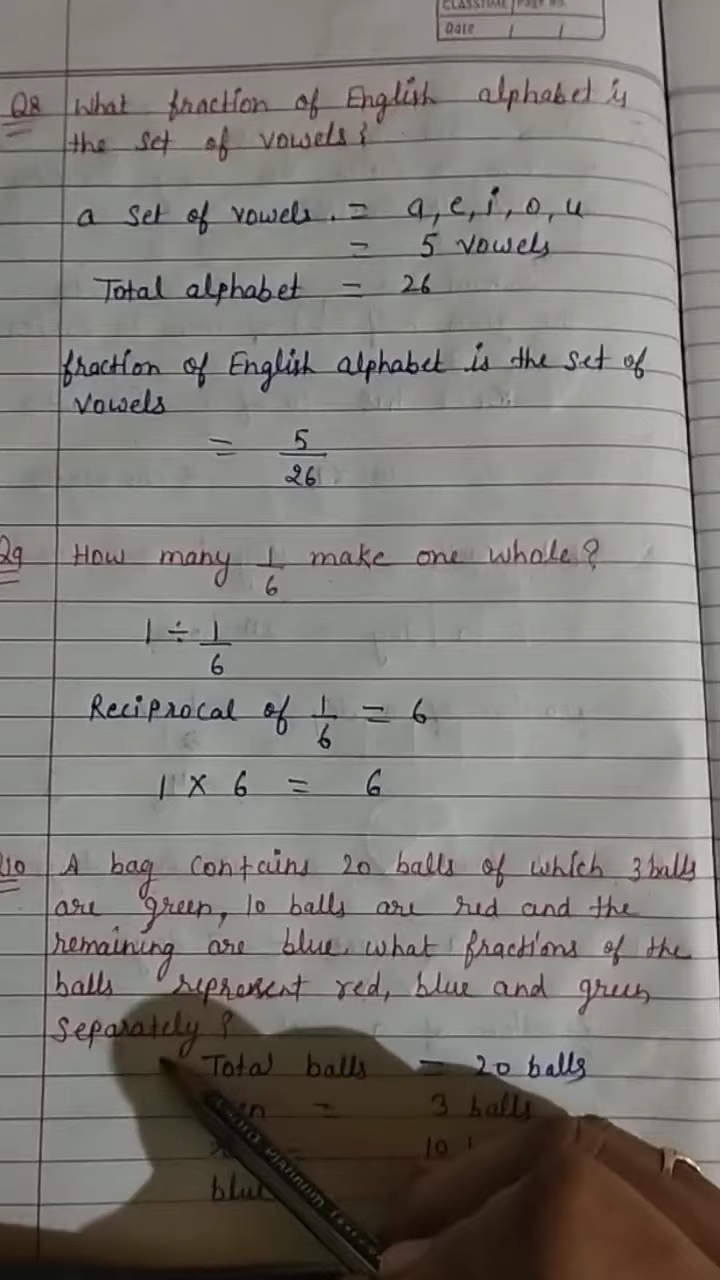 CLASSTIME PAGE NO.
Date / /
Q8 What fraction of English alphabet is
the set of vowels?
a set of vowels. = a, e, i, o, u
= 5 vowels
Total alphabet = 26
fraction of English alphabet is the set of
vowels
= 5/26
Q9 How many 1/6 make one whole?
1 ÷ 1/6
Reciprocal of 1/6 = 6
1 x 6 = 6
Q10 A bag contains 20 balls of which 3 balls
are green, 10 balls are red and the
remaining are blue. what fractions of the
balls represent red, blue and green
separately?
Total balls = 20 balls
= 3 balls
10
blue